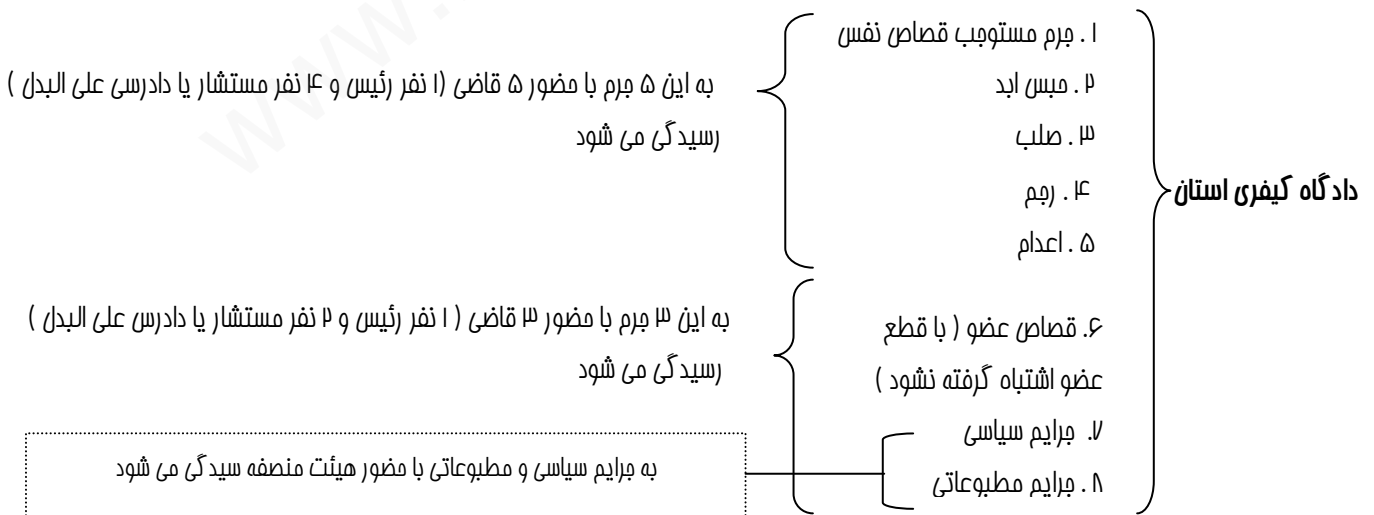 دادگاه کیفری استان
۱ . جرم مستوجب قصاص نفس
۲ . حبس ابد
۳ . صلب
۴ . رجم
۵ . اعدام
به این ۵ جرم با حضور ۵ قاضی (۱ نفر رئیس و ۴ نفر مستشار یا دادرسی علی البدل )
رسیدگی می شود
۶. قصاص عضو ( با قطع
عضو اشتباه گرفته نشود )
۷. جرایم سیاسی
۸ . جرایم مطبوعاتی
به این ۳ جرم با حضور ۳ قاضی ( ۱ نفر رئیس و ۲ نفر مستشار یا دادرس علی البدل )
رسیدگی می شود
به جرایم سیاسی و مطبوعاتی با حضور هیئت منصفه سیدگی می شود
www.